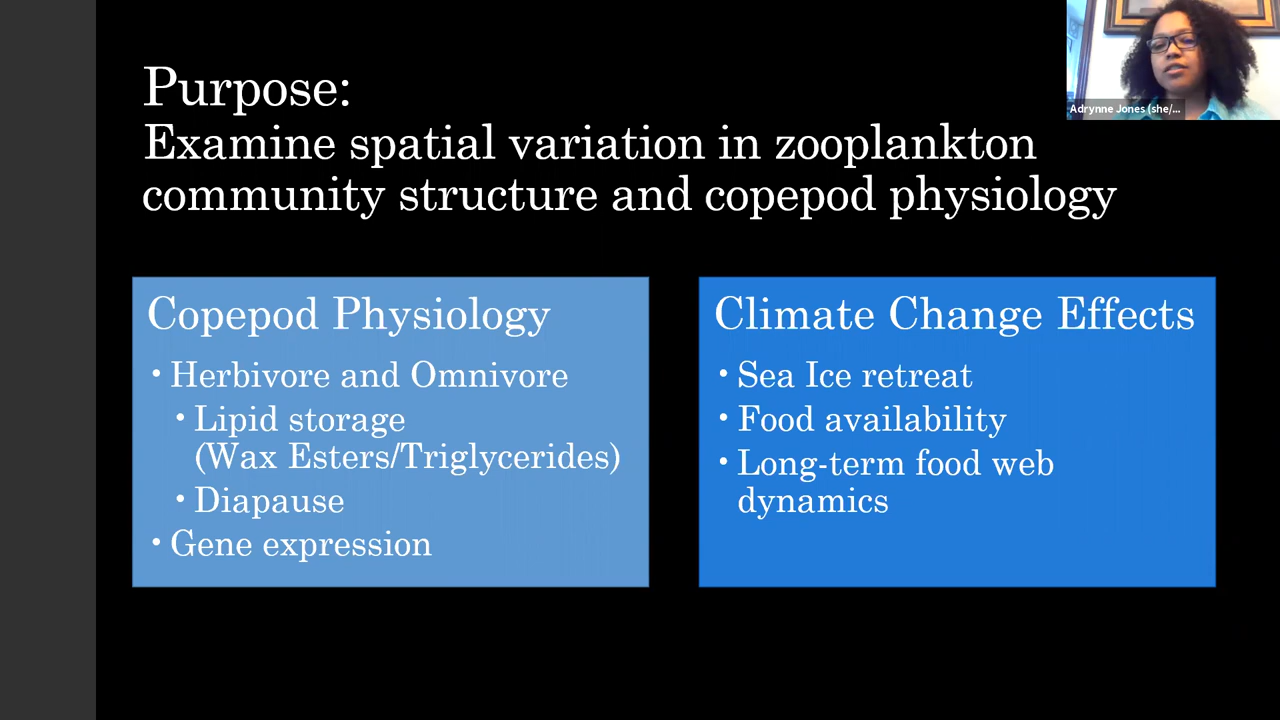 Purpose:
Examine spatial variation in zooplankton
community structure and copepod physiology
Adrynne Jones (she/...
Copepod Physiology
• Herbivore and Omnivore
• Lipid storage
(Wax Esters/Triglycerides)
• Diapause
• Gene expression
Climate Change Effects
• Sea Ice retreat
• Food availability
• Long-term food web
dynamics